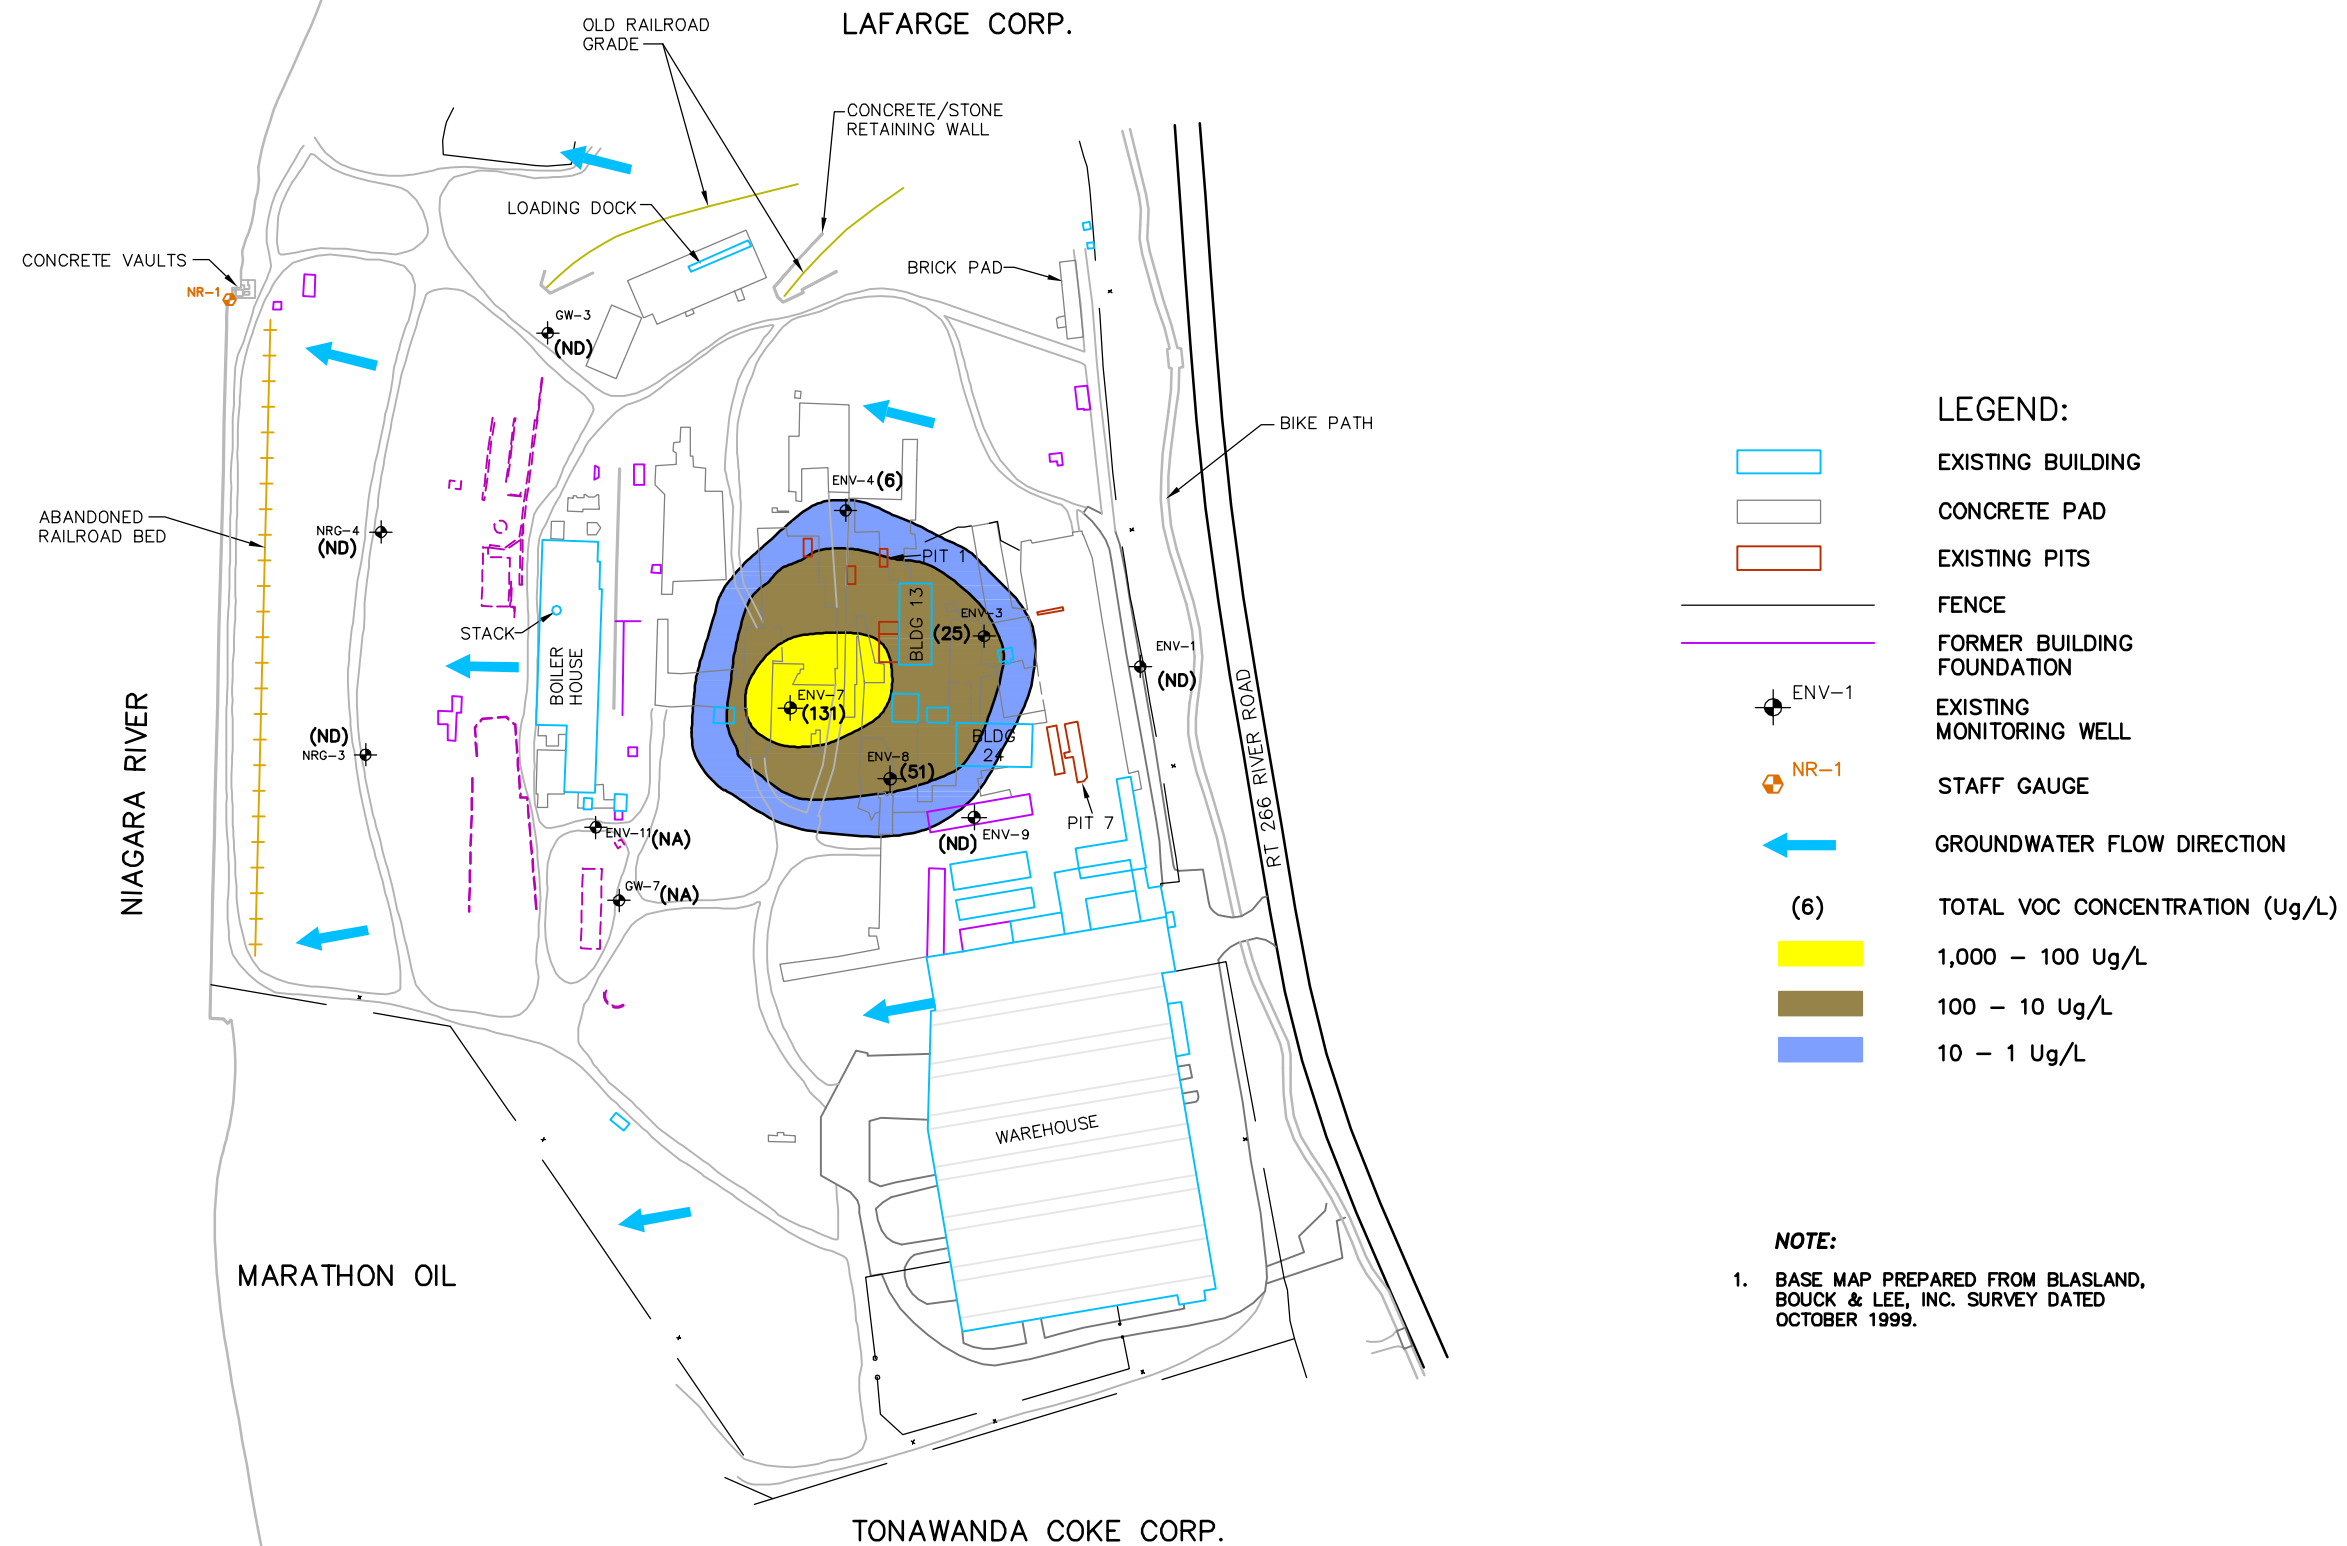 LAFARGE CORP.
OLD RAILROAD
GRADE
CONCRETE/STONE
RETAINING WALL
LOADING DOCK
CONCRETE VAULTS
NR-1
BRICK PAD
GW-3
(ND)
BIKE PATH
ENV-4 (6)
ABANDONED
RAILROAD BED
NRG-4
(ND)
PIT 1
BLDG 13
ENV-3
(25)
STACK
BOILER
HOUSE
ENV-1
(ND)
ENV-7
(131)
NIAGARA RIVER
(ND)
NRG-3
BLDG
24
ENV-8
(51)
RT 266 RIVER ROAD
PIT 7
ENV-11 (NA)
(ND) ENV-9
GW-7 (NA)
WAREHOUSE
MARATHON OIL
TONAWANDA COKE CORP.
LEGEND:
EXISTING BUILDING
CONCRETE PAD
EXISTING PITS
FENCE
FORMER BUILDING
FOUNDATION
ENV-1
EXISTING
MONITORING WELL
NR-1
STAFF GAUGE
GROUNDWATER FLOW DIRECTION
(6) TOTAL VOC CONCENTRATION (Ug/L)
1,000 - 100 Ug/L
100 - 10 Ug/L
10 - 1 Ug/L
NOTE:
1. BASE MAP PREPARED FROM BLASLAND,
BOUCK & LEE, INC. SURVEY DATED
OCTOBER 1999.